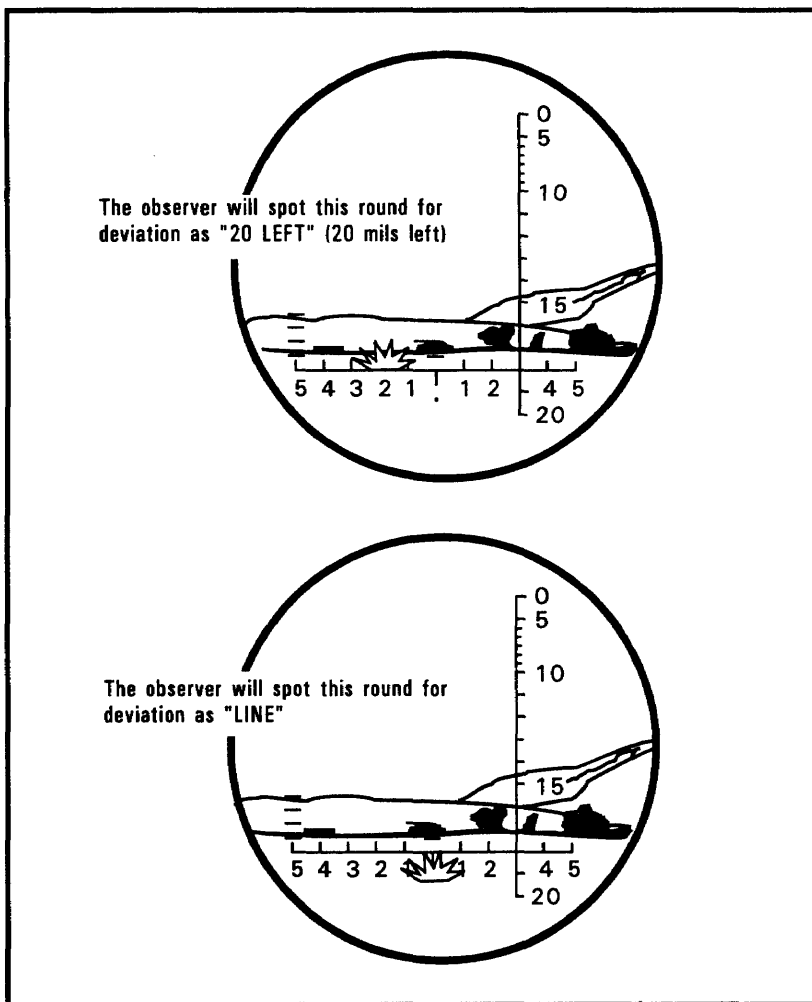 0
5
10
The observer will spot this round for
deviation as "20 LEFT" (20 mils left)
15
5 4 3 2 1 1 2 4 5
20
0
5
10
The observer will spot this round for
deviation as "LINE"
15
5 4 3 2 1 2 4 5
20